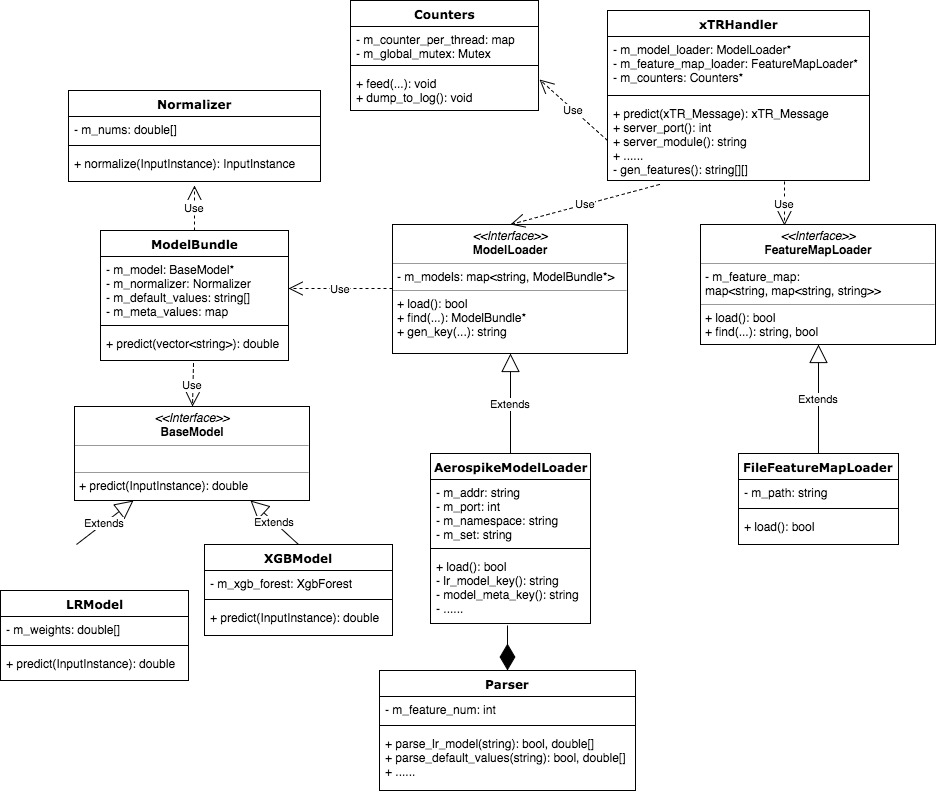 Counters
- m_counter_per_thread: map
- m_global_mutex: Mutex
+ feed(...): void
+ dump_to_log(): void
xTRHandler
- m_model_loader: ModelLoader*
- m_feature_map_loader: FeatureMapLoader*
- m_counters: Counters*
+ predict(xTR_Message): xTR_Message
+ server_port(): int
+ server_module(): string
+ ......
- gen_features(): string[][]
Use
Normalizer
- m_nums: double[]
+ normalize(InputInstance): InputInstance
Use
Use
Use
ModelBundle
- m_model: BaseModel*
- m_normalizer: Normalizer
- m_default_values: string[]
- m_meta_values: map
+ predict(vector<string>): double
Use
<<Interface>>
ModelLoader
- m_models: map<string, ModelBundle*>
+ load(): bool
+ find(...): ModelBundle*
+ gen_key(...): string
<<Interface>>
FeatureMapLoader
- m_feature_map:
map<string, map<string, string>>
+ load(): bool
+ find(...): string, bool
Use
Extends
Extends
<<Interface>>
BaseModel
+ predict(InputInstance): double
Extends
Extends
AerospikeModelLoader
- m_addr: string
- m_port: int
- m_namespace: string
- m_set: string
+ load(): bool
- lr_model_key(): string
- model_meta_key(): string
- ......
FileFeatureMapLoader
- m_path: string
+ load(): bool
XGBModel
- m_xgb_forest: XgbForest
+ predict(InputInstance): double
LRModel
- m_weights: double[]
+ predict(InputInstance): double
Parser
- m_feature_num: int
+ parse_lr_model(string): bool, double[]
+ parse_default_values(string): bool, double[]
+ ......